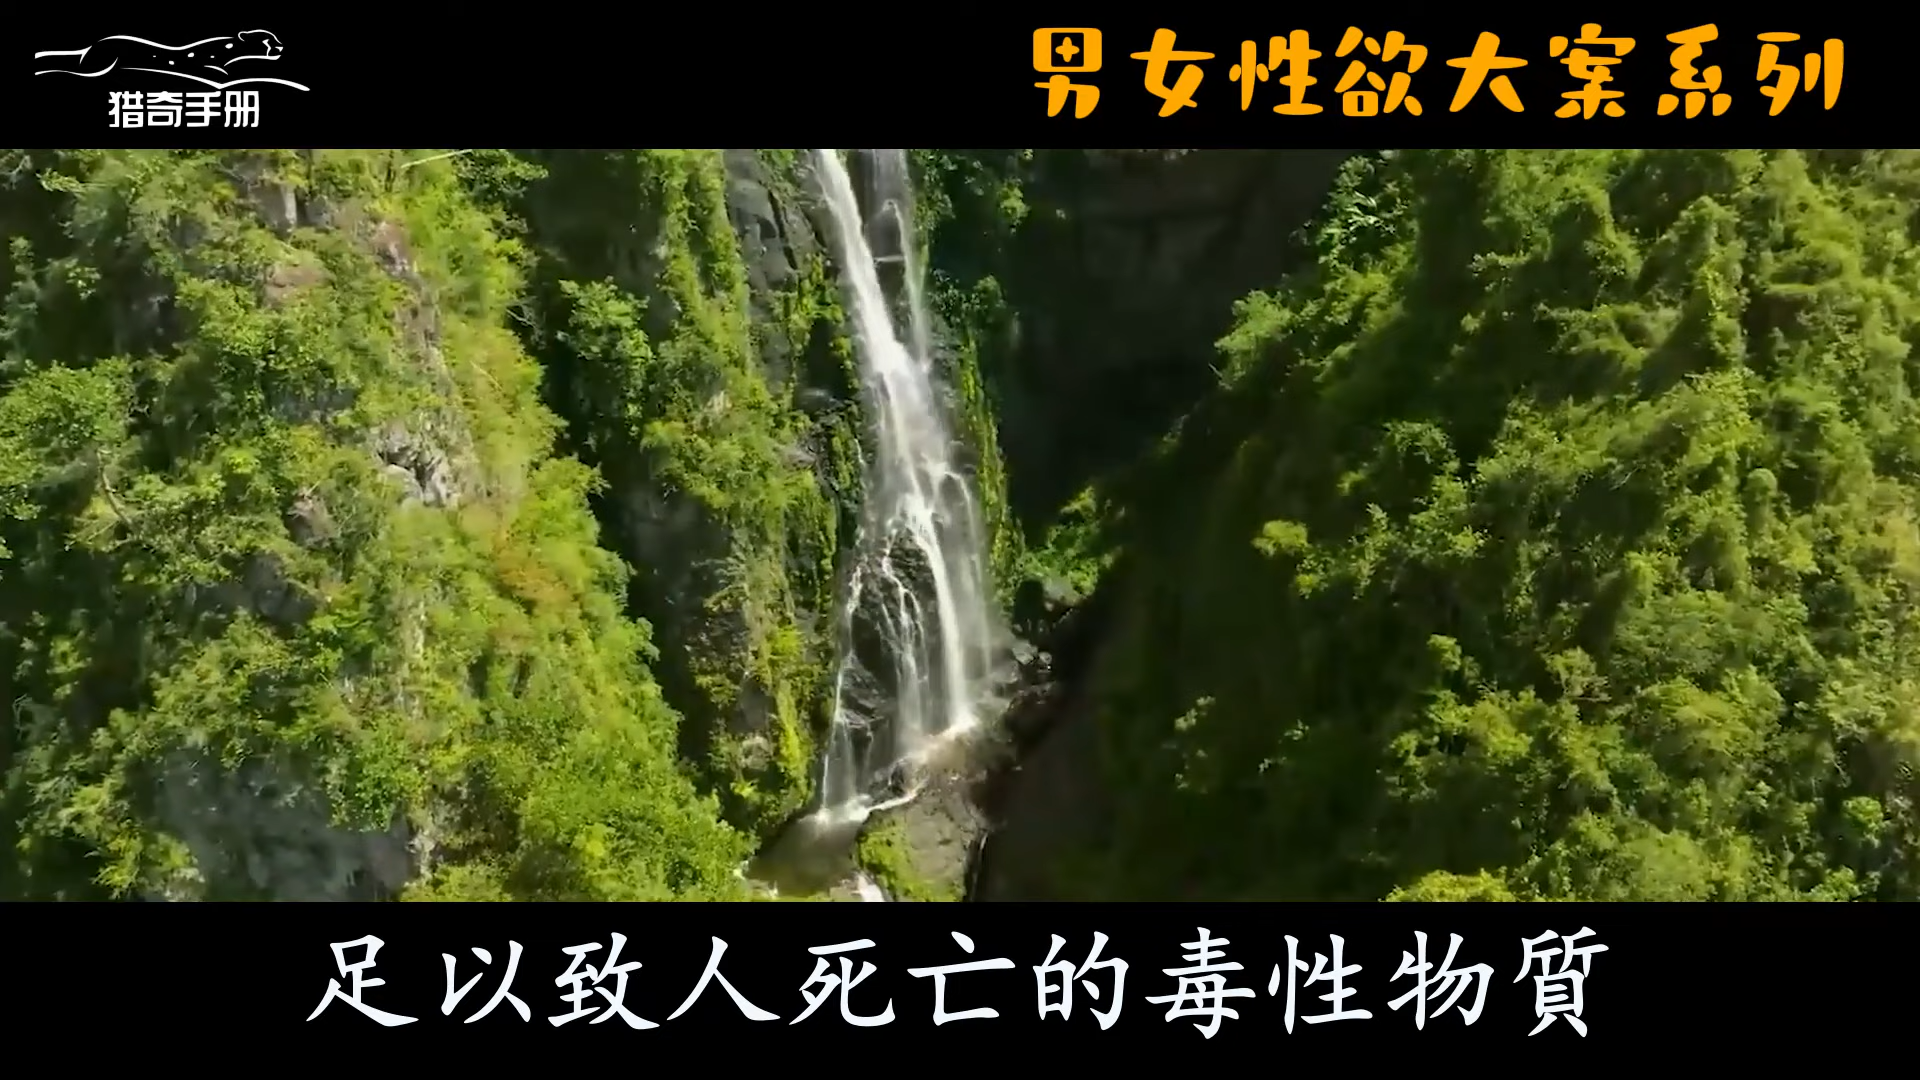 猎奇手册
男女性欲大案系列
足以致人死亡的毒性物質